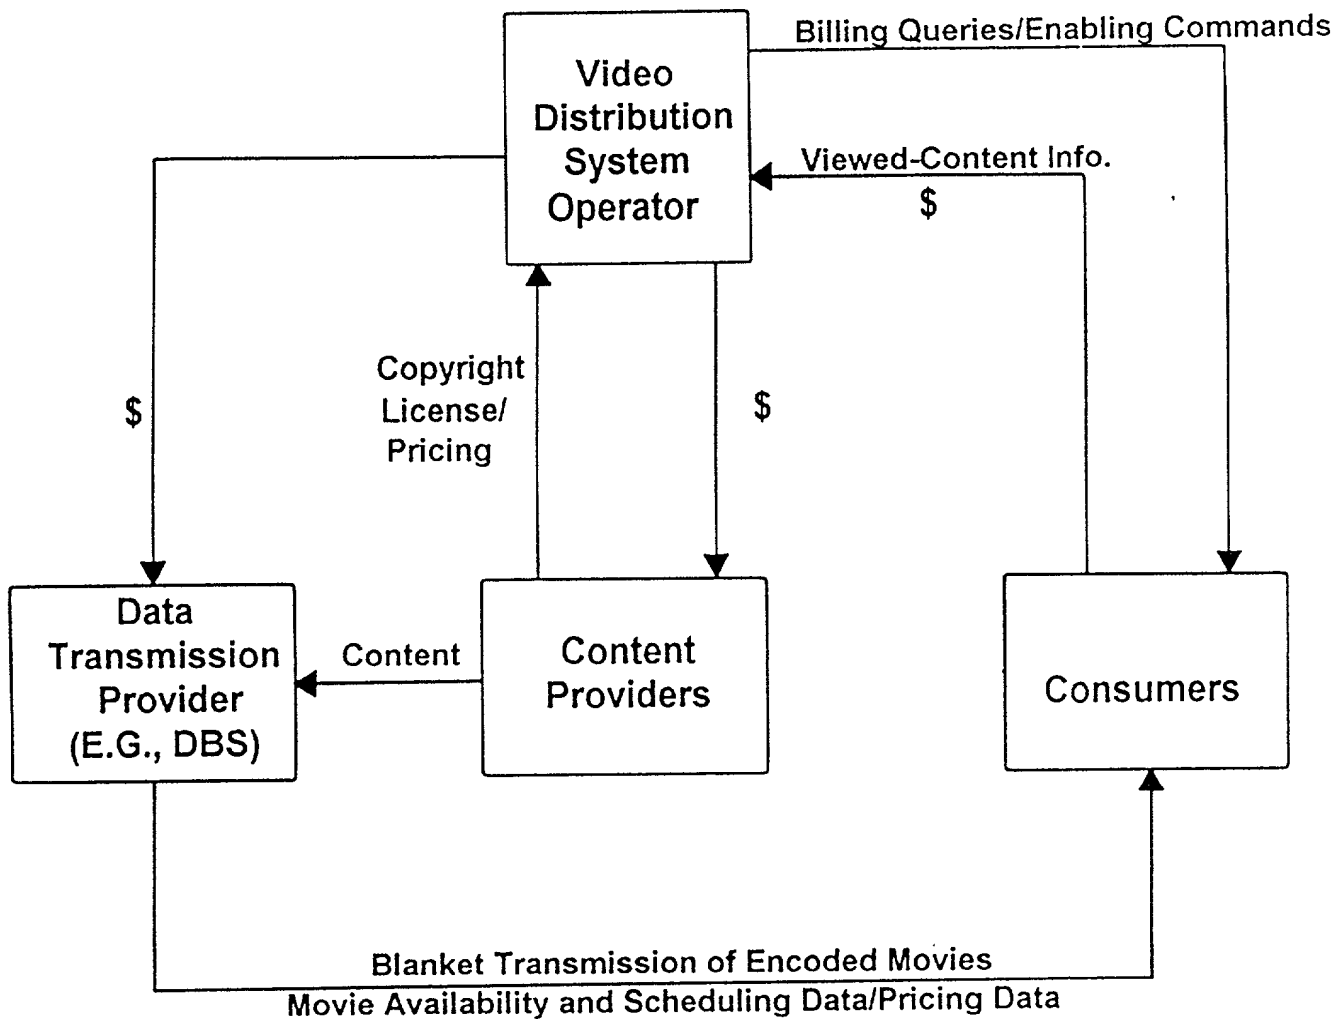 Billing Queries/Enabling Commands
Video
Distribution
System
Operator
Viewed-Content Info.
$
Copyright
License/
Pricing
$
$
Data
Transmission
Provider
(E.G., DBS)
Content
Content
Providers
Consumers
Blanket Transmission of Encoded Movies
Movie Availability and Scheduling Data/Pricing Data